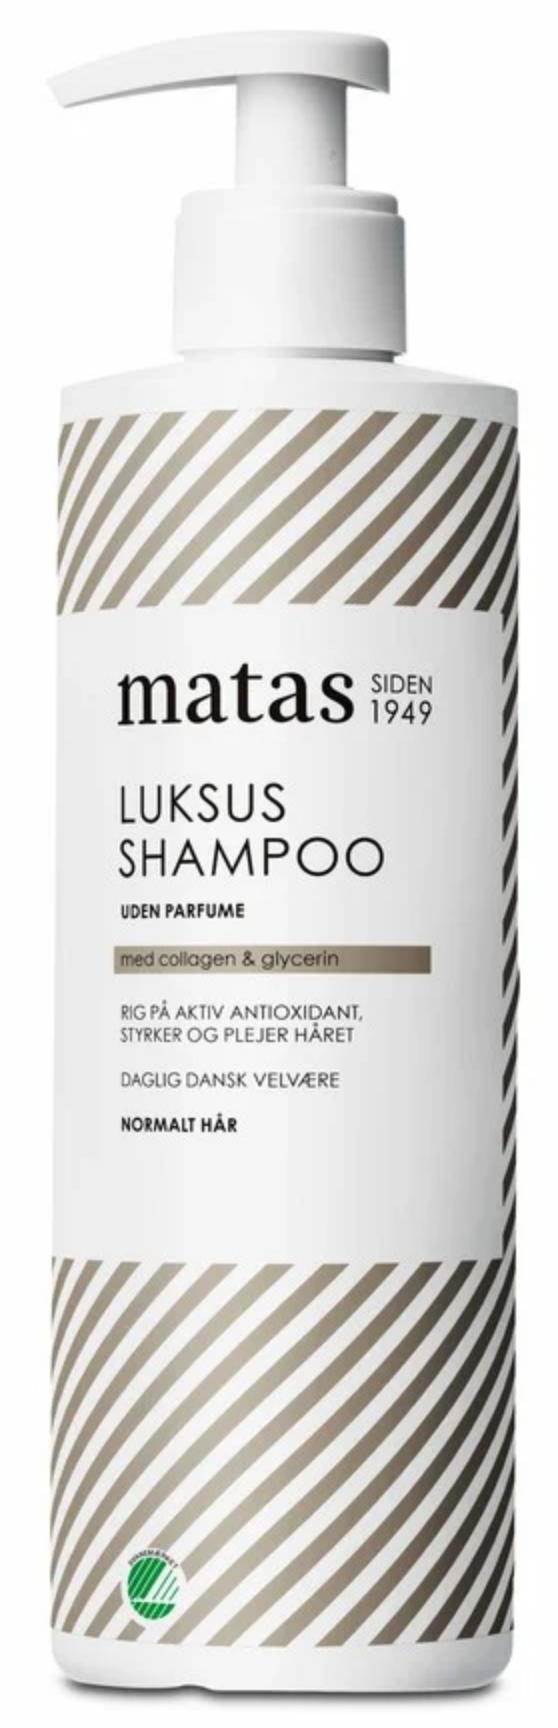 matas SIDEN 1949
LUKSUS
SHAMPOO
UDEN PARFUME
med collagen & glycerin
RIG PÅ AKTIV ANTIOXIDANT,
STYRKER OG PLEJER HÅRET
DAGLIG DANSK VELVÆRE
NORMALT HÅR
SVANEMÆRKET